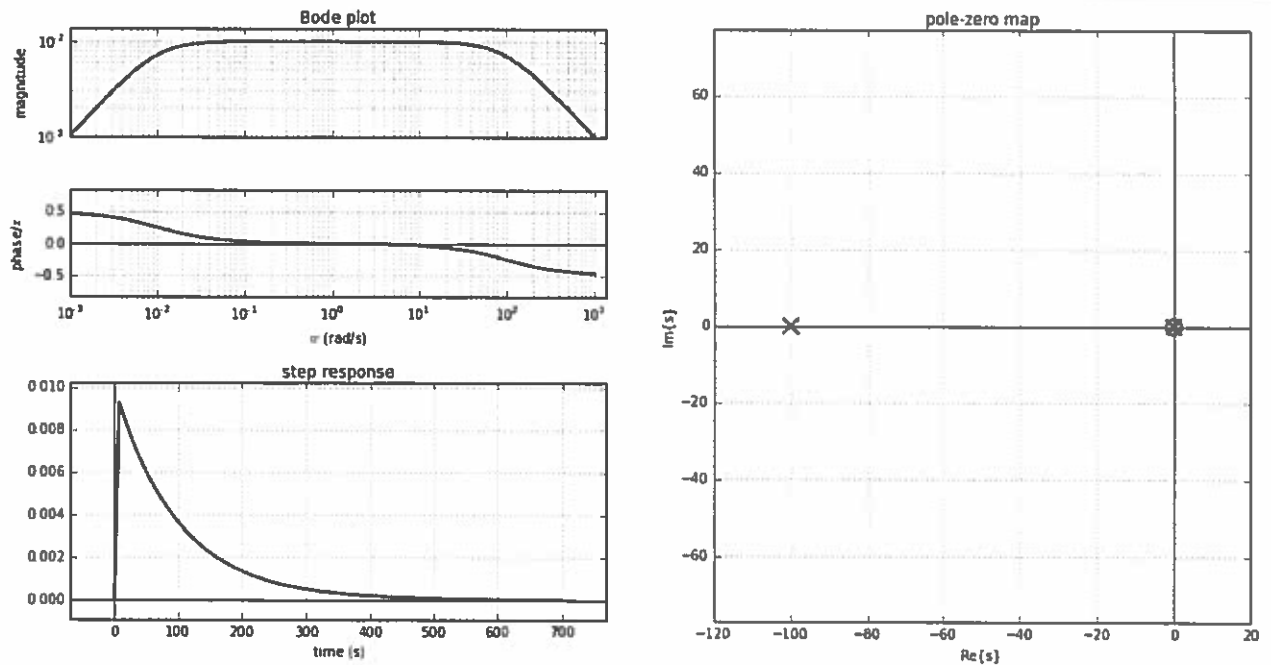 Bode plot
magnitude
phase/π
0.5
0.0
−0.5
10⁻³ 10⁻² 10⁻¹ 10⁰ 10¹ 10² 10³
(rad/s)
step response
0.010
0.008
0.006
0.004
0.002
0.000
0 100 200 300 400 500 600 700
time (s)
pole-zero map
Im{s}
60
40
20
0
−20
−40
−60
−120 −100 −80 −60 −40 −20 0 20
Re{s}